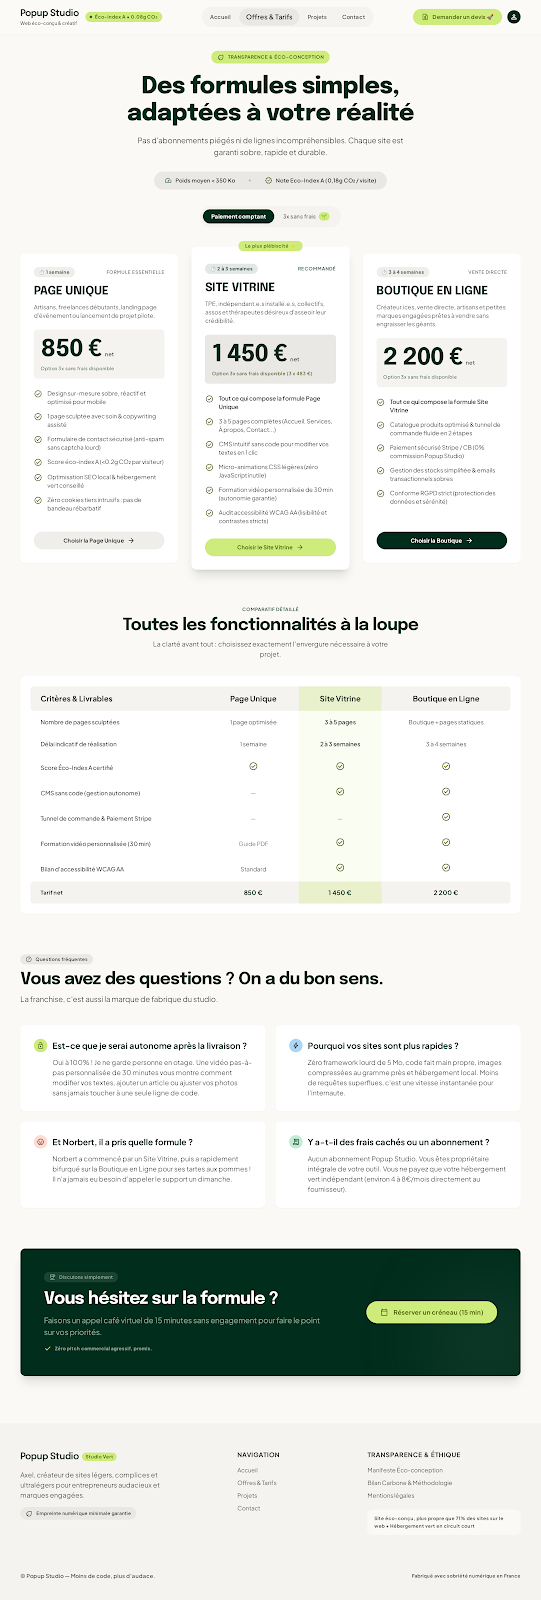 Popup Studio
Web éco-conçu & créatif
Éco-index A • 0.08g CO₂
Accueil
Offres & Tarifs
Projets
Contact
Demander un devis 🚀
TRANSPARENCE & ÉCO-CONCEPTION
Des formules simples,
adaptées à votre réalité
Pas d'abonnements piégés ni de lignes incompréhensibles. Chaque site est
garanti sobre, rapide et durable.
Poids moyen < 350 Ko
Note Eco-Index A (0,18g CO₂ / visite)
Paiement comptant
3x sans frais
Le plus plébiscité
1 semaine
FORMULE ESSENTIELLE
PAGE UNIQUE
Artisans, freelances débutants, landing page
d'événement ou lancement de projet pilote.
850 € net
Option 3x sans frais disponible
Design sur-mesure sobre, réactif et
optimisé pour mobile
1 page sculptée avec soin & copywriting
assisté
Formulaire de contact sécurisé (anti-spam
sans captcha lourd)
Score éco-index A (<0.2g CO₂ par visiteur)
Optimisation SEO local & hébergement
vert conseillé
Zéro cookies tiers intrusifs : pas de
bandeau rébarbatif
Choisir la Page Unique →
2 à 3 semaines
RECOMMANDÉ
SITE VITRINE
TPE, indépendant.e.s installé.e.s, collectifs,
assos et thérapeutes désireux d'asseoir leur
crédibilité.
1 450 € net
Option 3x sans frais disponible (3 x 483 €)
Tout ce qui compose la formule Page
Unique
3 à 5 pages complètes (Accueil, Services,
À propos, Contact...)
CMS intuitif sans code pour modifier vos
textes en 1 clic
Micro-animations CSS légères (zéro
JavaScript inutile)
Formation vidéo personnalisée de 30 min
(autonomie garantie)
Audit accessibilité WCAG AA (lisibilité et
contrastes stricts)
Choisir le Site Vitrine →
3 à 4 semaines
VENTE DIRECTE
BOUTIQUE EN LIGNE
Créateur.ices, vente directe, artisans et petites
marques engagées prêtes à vendre sans
engraisser les géants.
2 200 € net
Option 3x sans frais disponible
Tout ce qui compose la formule Site
Vitrine
Catalogue produits optimisé & tunnel de
commande fluide en 2 étapes
Paiement sécurisé Stripe / CB (0%
commission Popup Studio)
Gestion des stocks simplifiée & emails
transactionnels sobres
Conforme RGPD strict (protection des
données et sérénité)
Choisir la Boutique →
COMPARATIF DÉTAILLÉ
Toutes les fonctionnalités à la loupe
La clarté avant tout : choisissez exactement l'envergure nécessaire à votre
projet.
Critères & Livrables Page Unique Site Vitrine Boutique en Ligne
Nombre de pages sculptées 1 page optimisée 3 à 5 pages Boutique + pages statiques
Délai indicatif de réalisation 1 semaine 2 à 3 semaines 3 à 4 semaines
Score Éco-Index A certifié
CMS sans code (gestion autonome) —
Tunnel de commande & Paiement Stripe — —
Formation vidéo personnalisée (30 min) Guide PDF
Bilan d'accessibilité WCAG AA Standard
Tarif net 850 € 1 450 € 2 200 €
Questions fréquentes
Vous avez des questions ? On a du bon sens.
La franchise, c'est aussi la marque de fabrique du studio.
Est-ce que je serai autonome après la livraison ?
Oui à 100% ! Je ne garde personne en otage. Une vidéo pas-à-
pas personnalisée de 30 minutes vous montre comment
modifier vos textes, ajouter un article ou ajuster vos photos
sans jamais toucher à une seule ligne de code.
Pourquoi vos sites sont plus rapides ?
Zéro framework lourd de 5 Mo, code fait main propre, images
compressées au gramme près et hébergement local. Moins
de requêtes superflues, c'est une vitesse instantanée pour
l'internaute.
Et Norbert, il a pris quelle formule ?
Norbert a commencé par un Site Vitrine, puis a rapidement
bifurqué sur la Boutique en Ligne pour ses tartes aux pommes !
Il n'a jamais eu besoin d'appeler le support un dimanche.
Y a-t-il des frais cachés ou un abonnement ?
Aucun abonnement Popup Studio. Vous êtes propriétaire
intégrale de votre outil. Vous ne payez que votre hébergement
vert indépendant (environ 4 à 8€/mois directement au
fournisseur).
Discutons simplement
Vous hésitez sur la formule ?
Faisons un appel café virtuel de 15 minutes sans engagement pour faire le point
sur vos priorités.
Zéro pitch commercial agressif, promis.
Réserver un créneau (15 min)
Popup Studio
Studio Vert
Axel, créateur de sites légers, complices et
ultralégers pour entrepreneurs audacieux et
marques engagées.
Empreinte numérique minimale garantie
NAVIGATION
Accueil
Offres & Tarifs
Projets
Contact
TRANSPARENCE & ÉTHIQUE
Manifeste Éco-conception
Bilan Carbone & Méthodologie
Mentions légales
Site éco-conçu, plus propre que 71% des sites sur le
web • Hébergement vert en circuit court
© Popup Studio — Moins de code, plus d'audace.
Fabriqué avec sobriété numérique en France